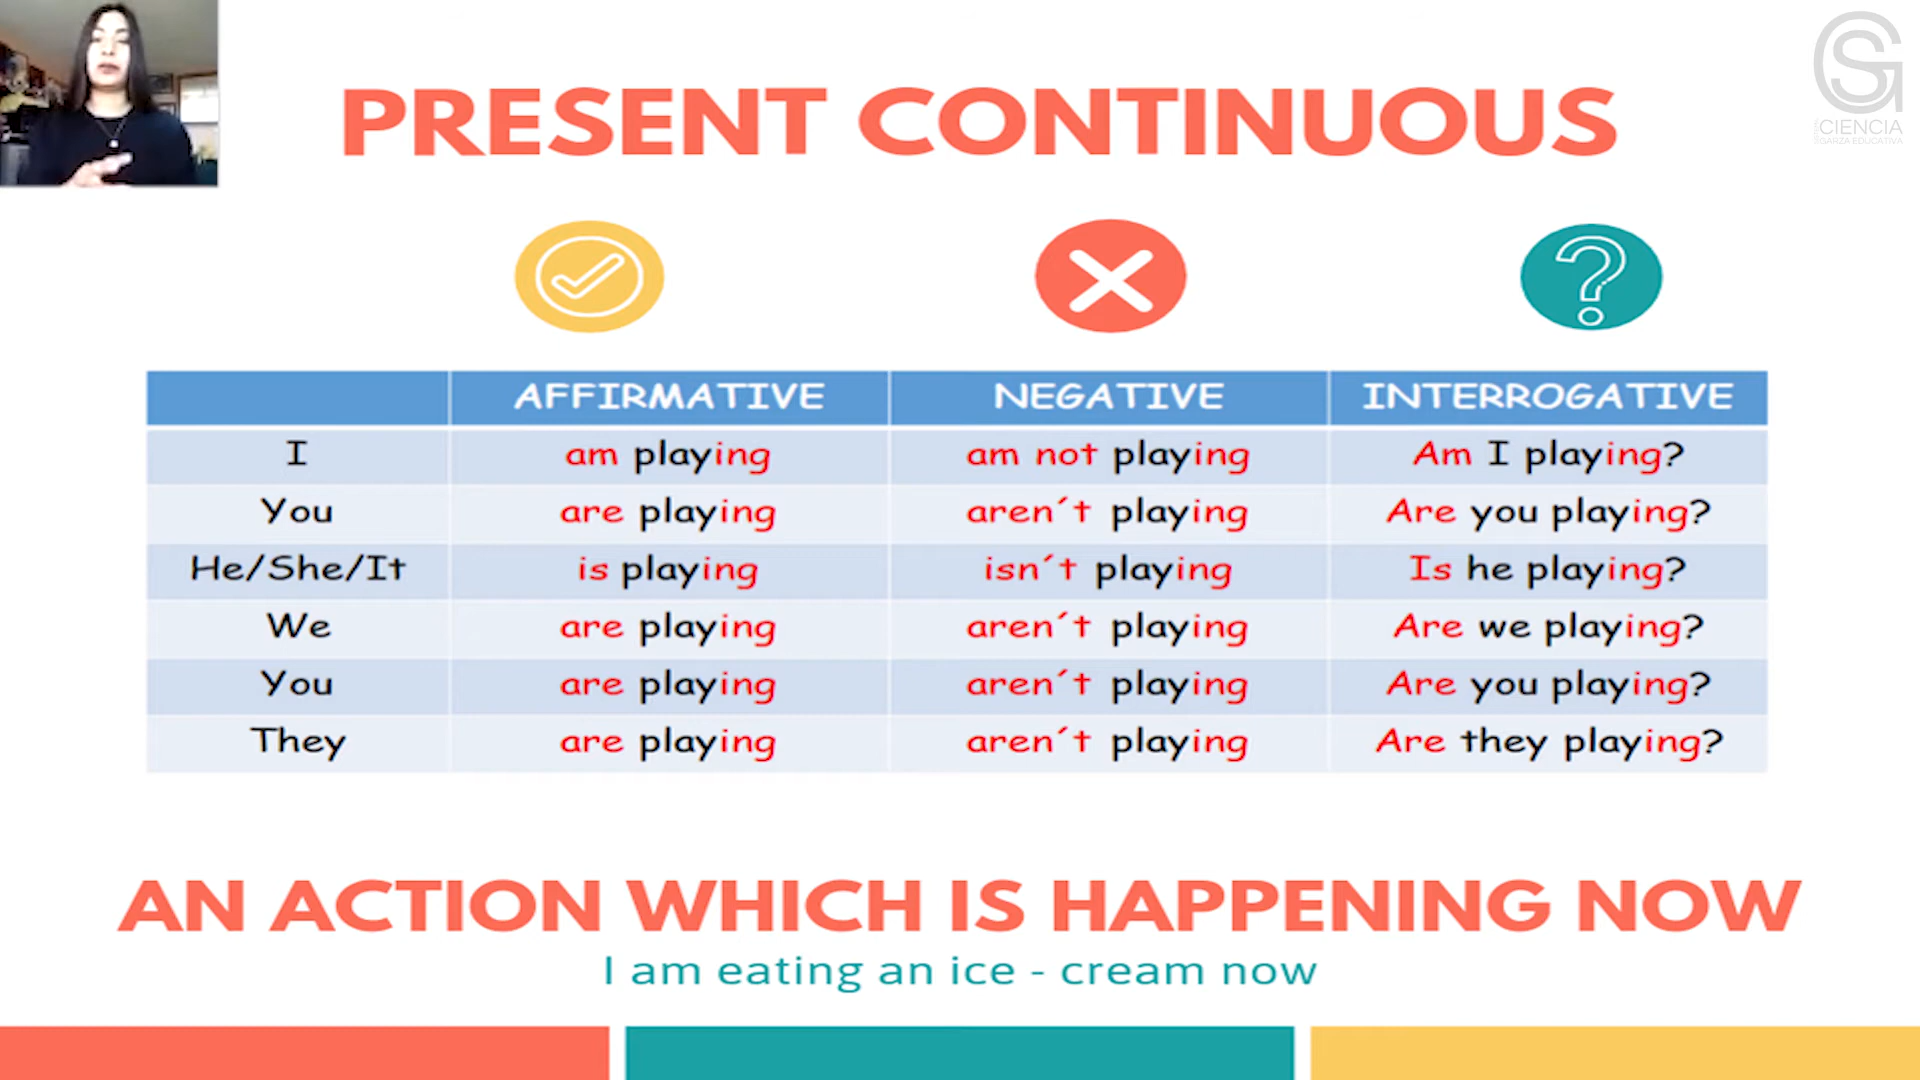 PRESENT CONTINUOUS
CIENCIA
GARZA EDUCATIVA
AFFIRMATIVE NEGATIVE INTERROGATIVE
I am playing am not playing Am I playing?
You are playing aren´t playing Are you playing?
He/She/It is playing isn´t playing Is he playing?
We are playing aren´t playing Are we playing?
You are playing aren´t playing Are you playing?
They are playing aren´t playing Are they playing?
AN ACTION WHICH IS HAPPENING NOW
I am eating an ice - cream now